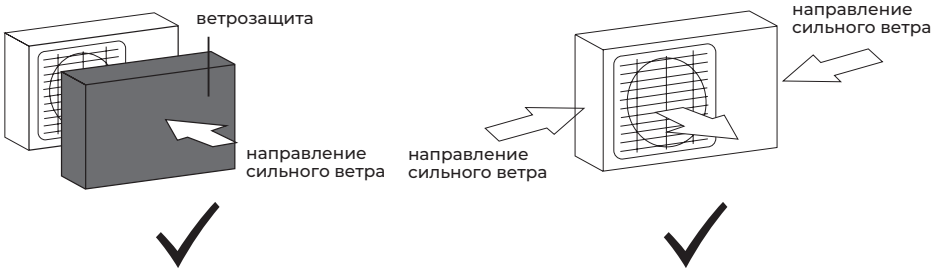 ветрозащита
направление
сильного ветра
направление
сильного ветра
направление
сильного ветра